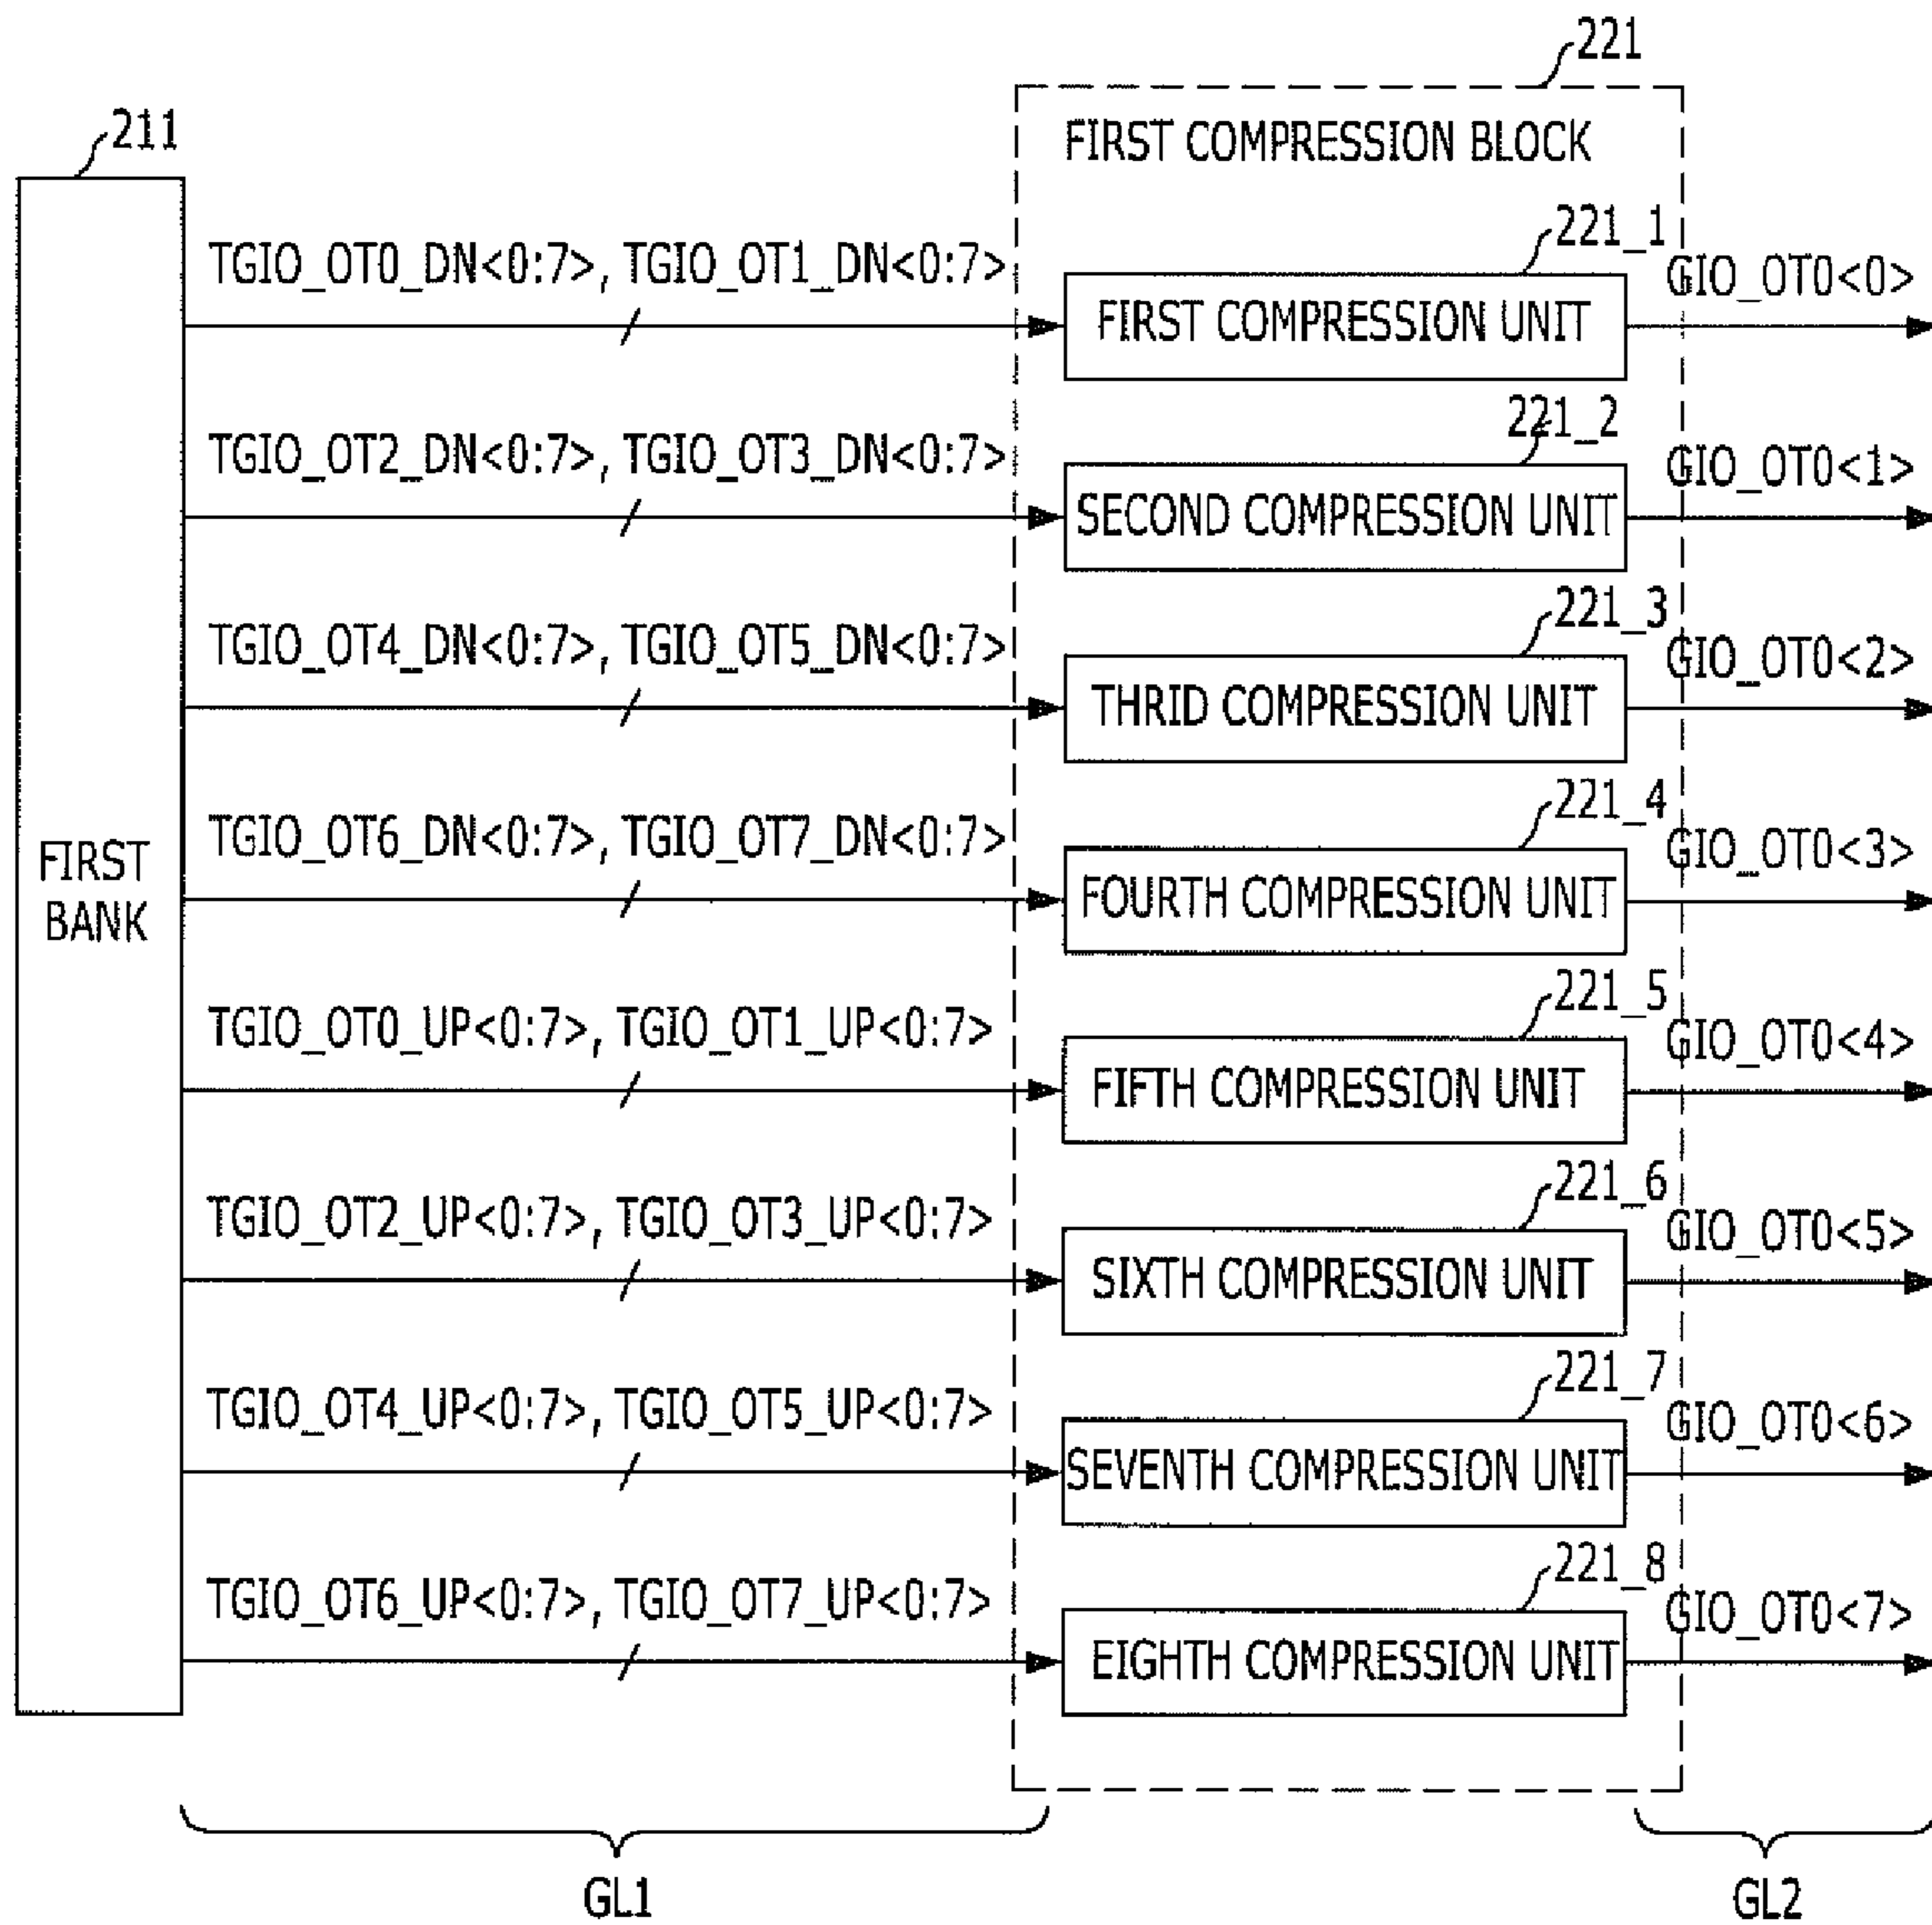 221
211
FIRST COMPRESSION BLOCK
221_1
TGIO_OT0_DN<0:7>, TGIO_OT1_DN<0:7>
GIO_OT0<0>
FIRST COMPRESSION UNIT
221_2
TGIO_OT2_DN<0:7>, TGIO_OT3_DN<0:7>
GIO_OT0<1>
SECOND COMPRESSION UNIT
221_3
TGIO_OT4_DN<0:7>, TGIO_OT5_DN<0:7>
GIO_OT0<2>
THRID COMPRESSION UNIT
221_4
TGIO_OT6_DN<0:7>, TGIO_OT7_DN<0:7>
GIO_OT0<3>
FIRST
BANK
FOURTH COMPRESSION UNIT
221_5
TGIO_OT0_UP<0:7>, TGIO_OT1_UP<0:7>
GIO_OT0<4>
FIFTH COMPRESSION UNIT
221_6
TGIO_OT2_UP<0:7>, TGIO_OT3_UP<0:7>
GIO_OT0<5>
SIXTH COMPRESSION UNIT
221_7
TGIO_OT4_UP<0:7>, TGIO_OT5_UP<0:7>
GIO_OT0<6>
SEVENTH COMPRESSION UNIT
221_8
TGIO_OT6_UP<0:7>, TGIO_OT7_UP<0:7>
GIO_OT0<7>
EIGHTH COMPRESSION UNIT
GL1
GL2